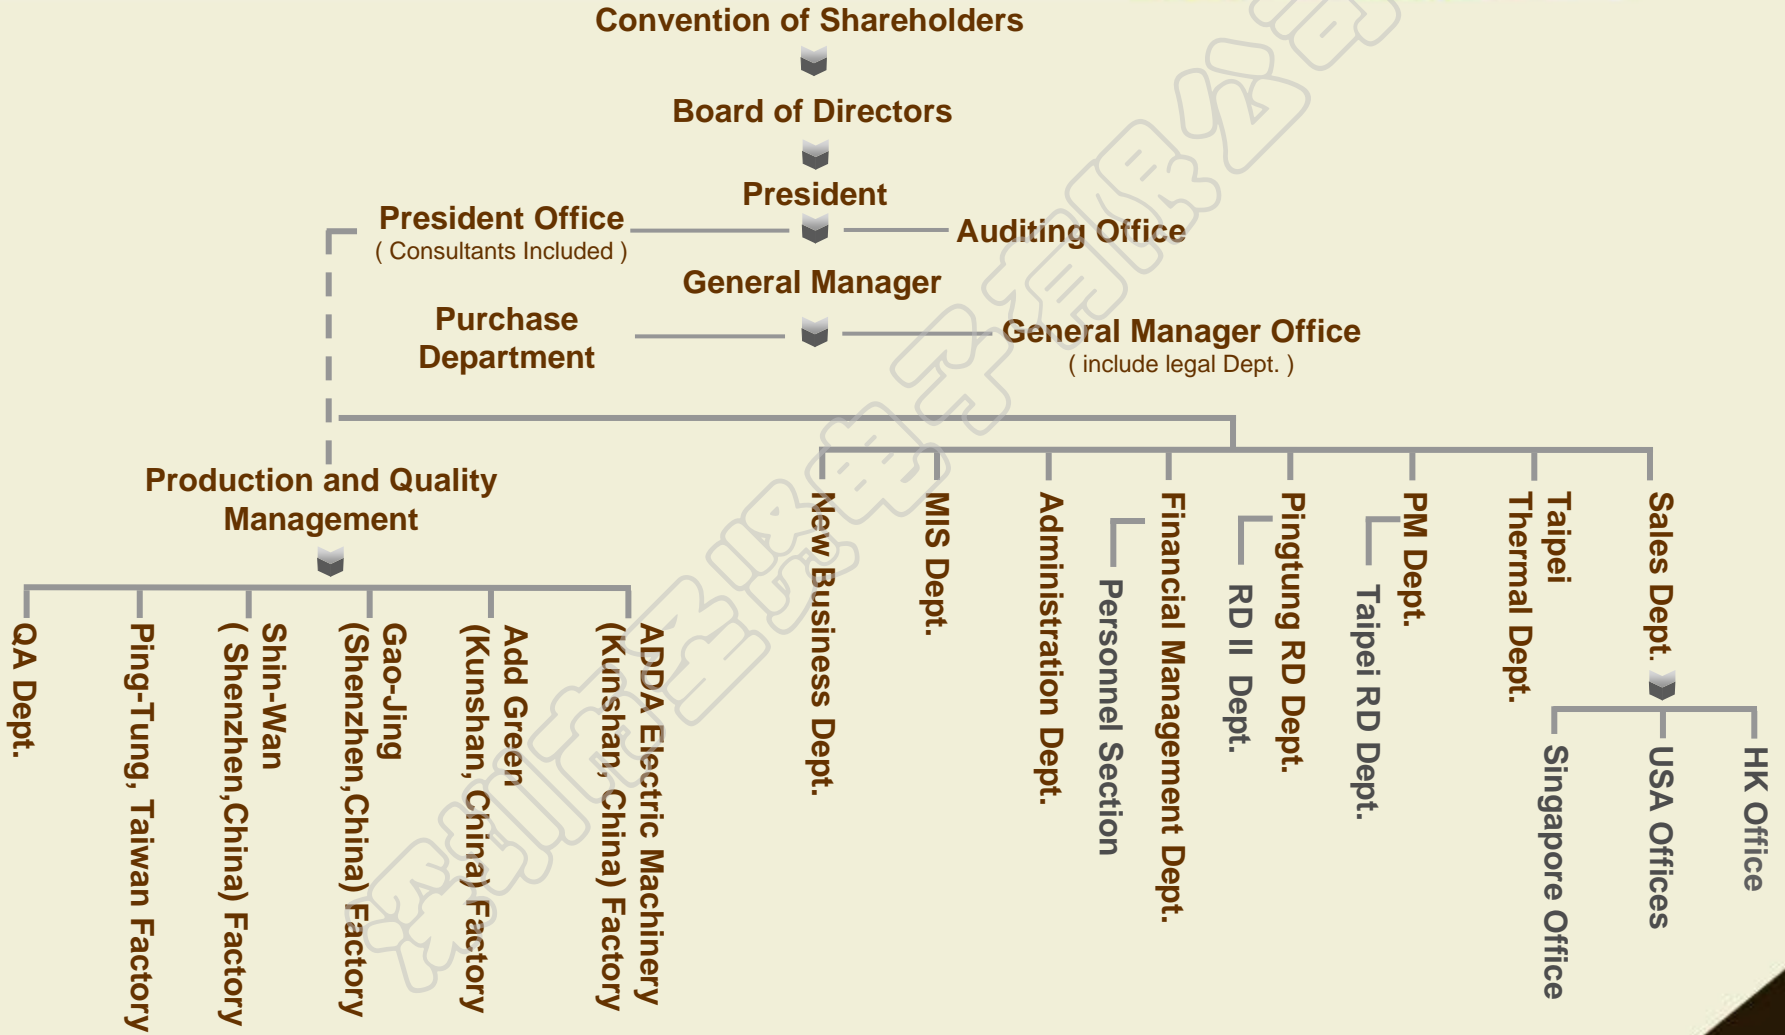 Convention of Shareholders
Board of Directors
President
President Office
( Consultants Included )
Auditing Office
General Manager
Purchase
Department
General Manager Office
( include legal Dept. )
Production and Quality
Management
QA Dept.
Ping-Tung, Taiwan Factory
Shin-Wan
( Shenzhen,China) Factory
Gao-Jing
(Shenzhen,China) Factory
Add Green
(Kunshan,China) Factory
ADDA Electric Machinery
(Kunshan,China) Factory
New Business Dept.
MIS Dept.
Administration Dept.
Financial Management Dept.
Personnel Section
Pingtung RD Dept.
RD II Dept.
PM Dept.
Taipei RD Dept.
Taipei
Thermal Dept.
Sales Dept.
Singapore Office
USA Offices
HK Office